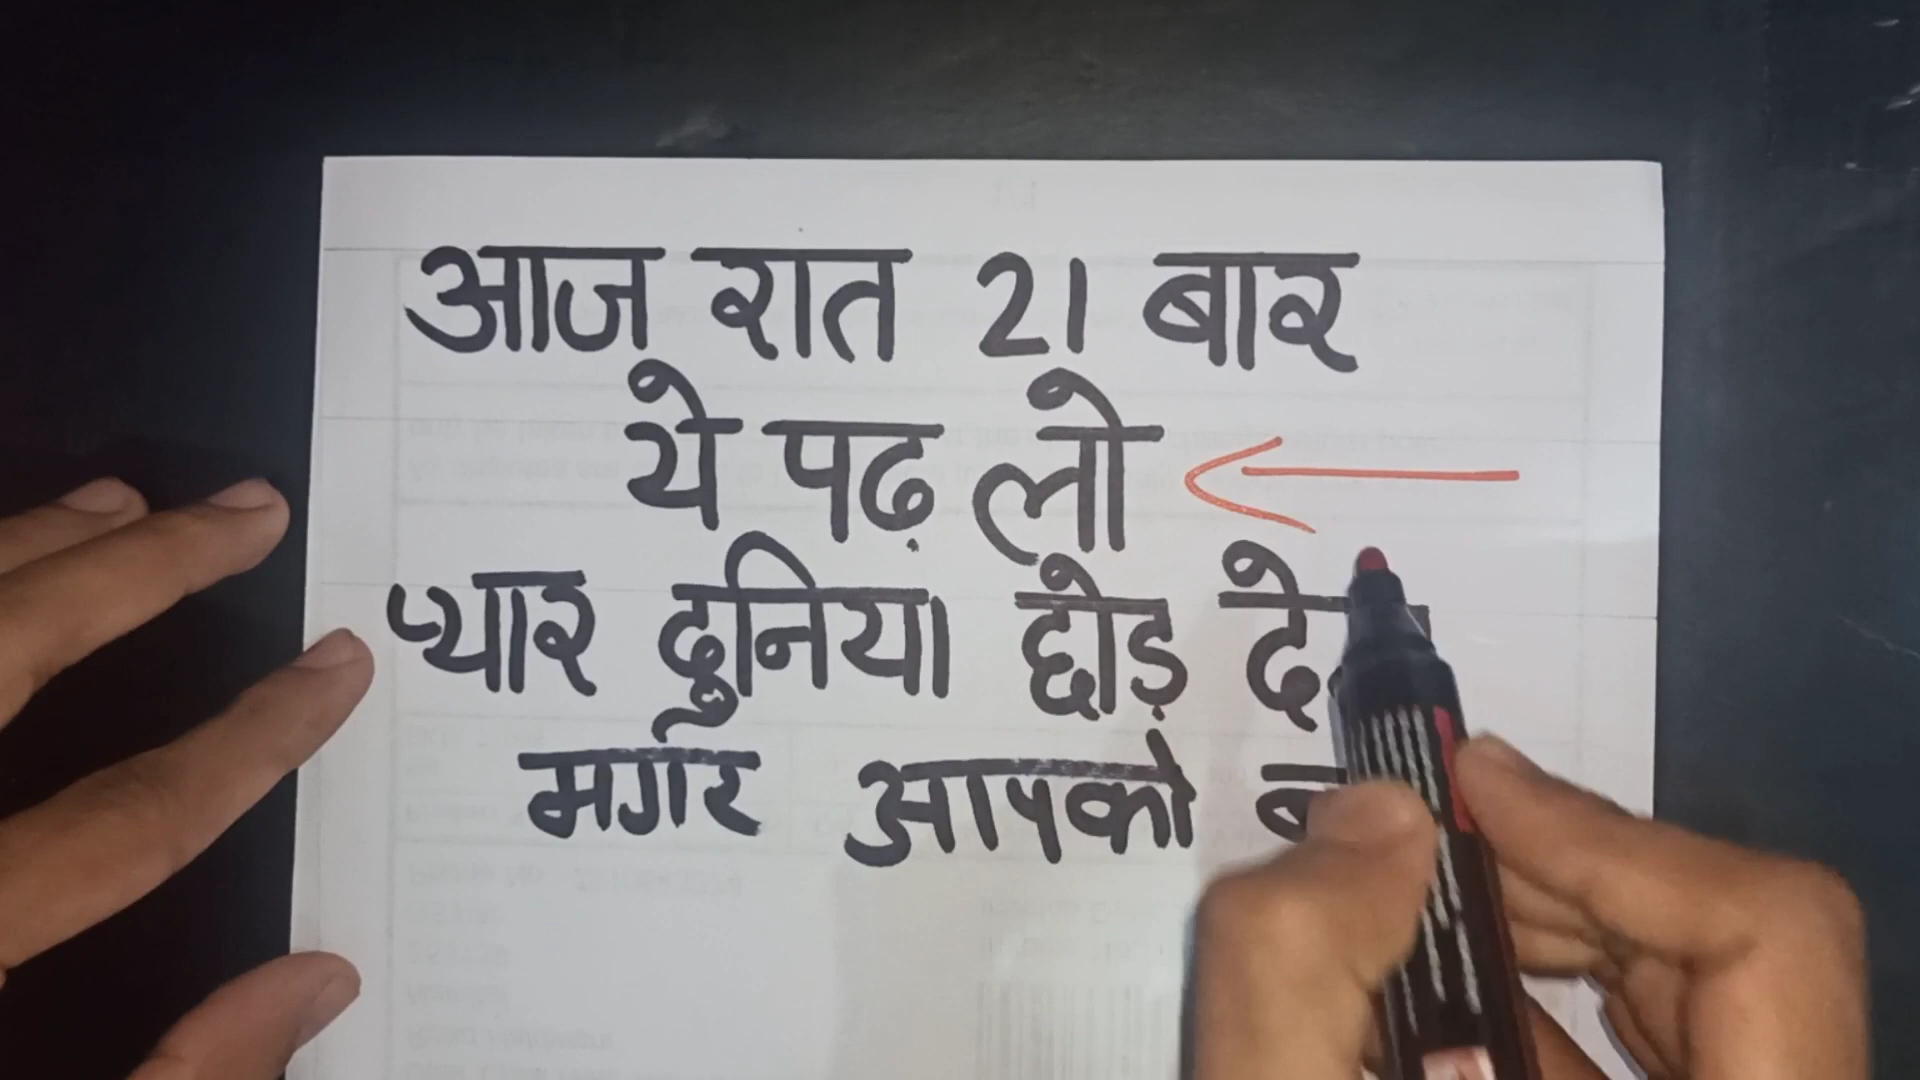 आज रात 21 बार
ये पढ़ लो
प्यार दुनिया छोड़
मगर आपको